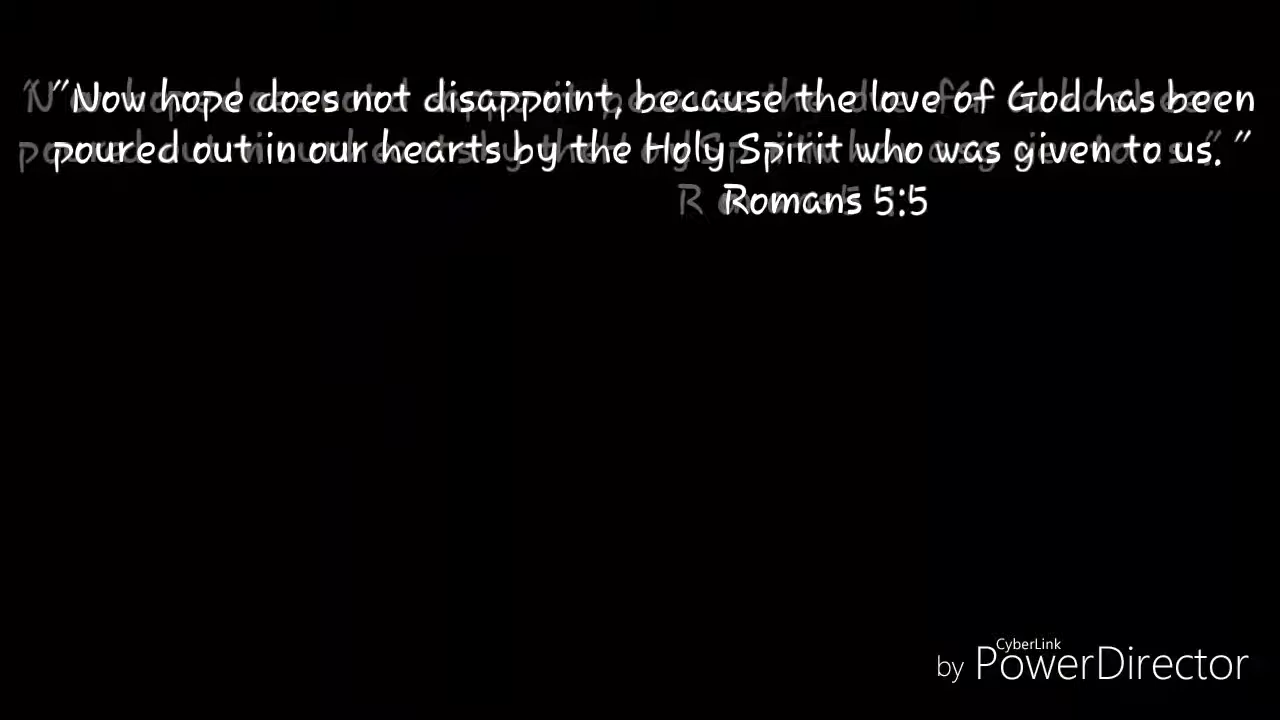 "Now hope does not disappoint, because the love of God has been
poured out in our hearts by the Holy Spirit who was given to us."
Romans 5:5
CyberLink
by PowerDirector